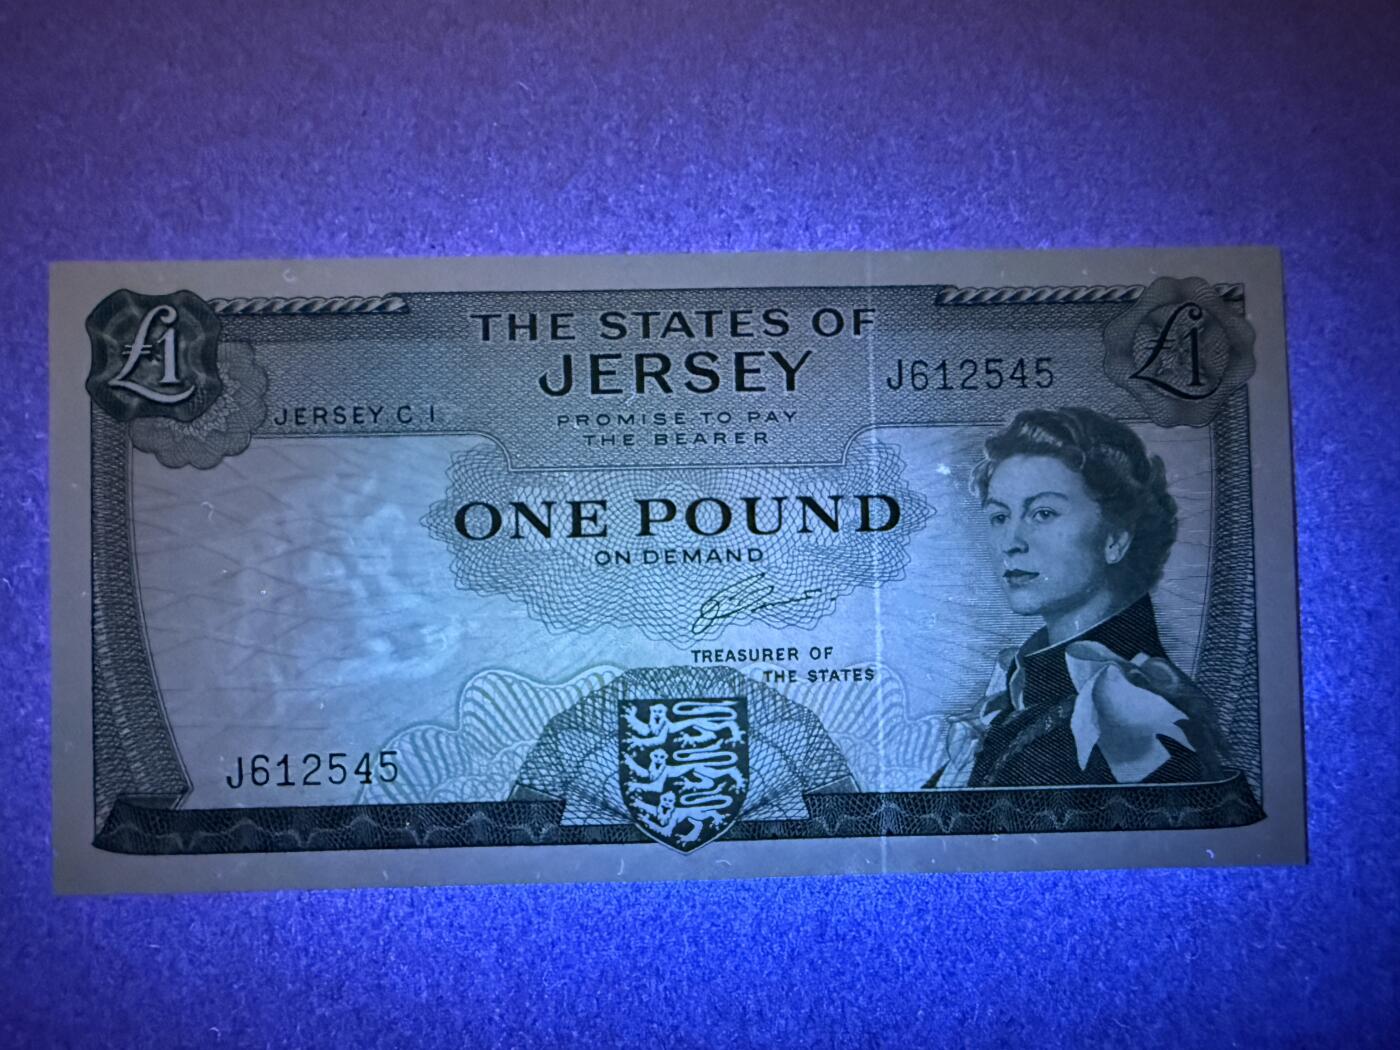 £1
£1
THE STATES OF
JERSEY
J612545
JERSEY. C. I.
PROMISE TO PAY
THE BEARER
ONE POUND
ON DEMAND
TREASURER OF
THE STATES
J612545